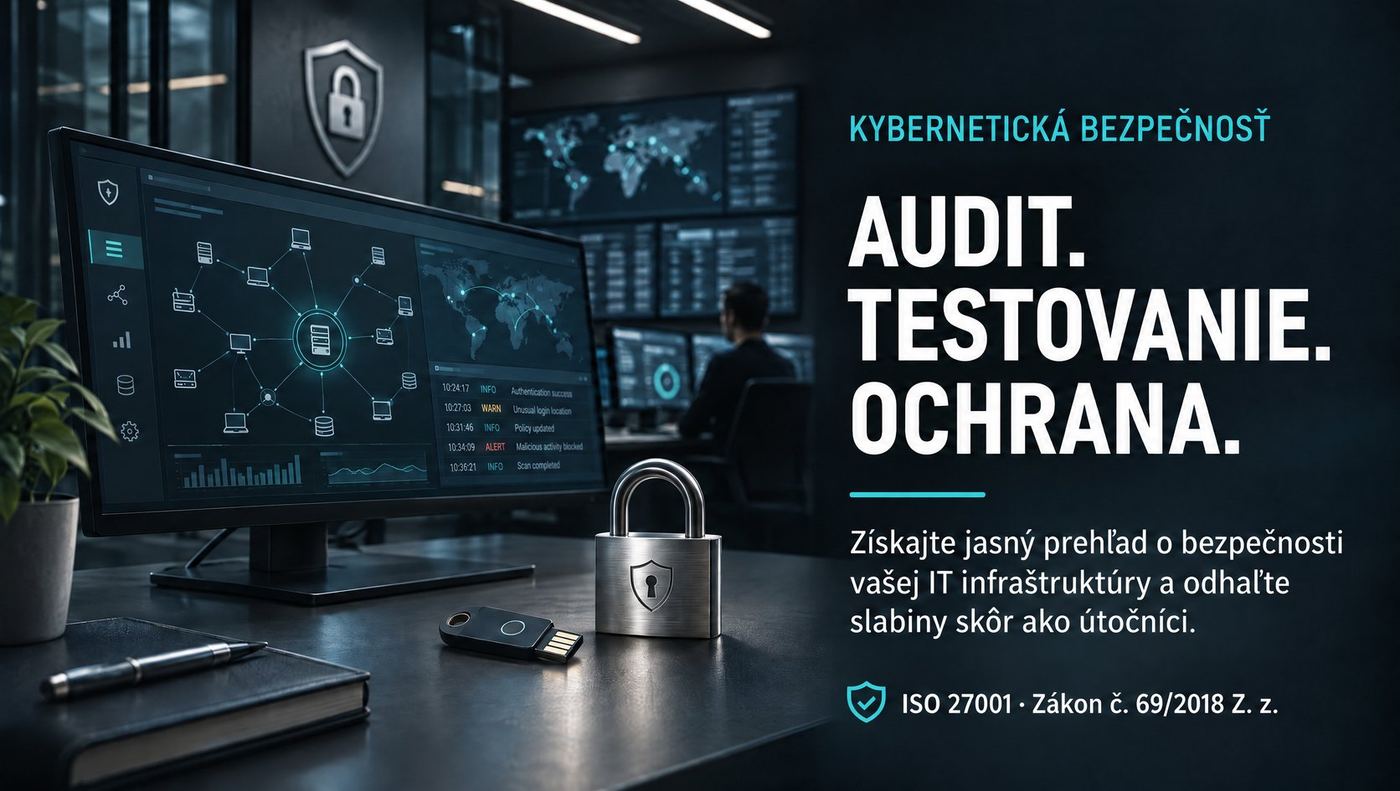 10:24:17 INFO Authentication success
10:27:03 WARN Unusual login location
10:31:46 INFO Policy updated
10:34:09 ALERT Malicious activity blocked
10:36:21 INFO Scan completed
KYBERNETICKÁ BEZPEČNOSŤ
AUDIT.
TESTOVANIE.
OCHRANA.
Získajte jasný prehľad o bezpečnosti
vašej IT infraštruktúry a odhaľte
slabiny skôr ako útočníci.
ISO 27001 · Zákon č. 69/2018 Z. z.